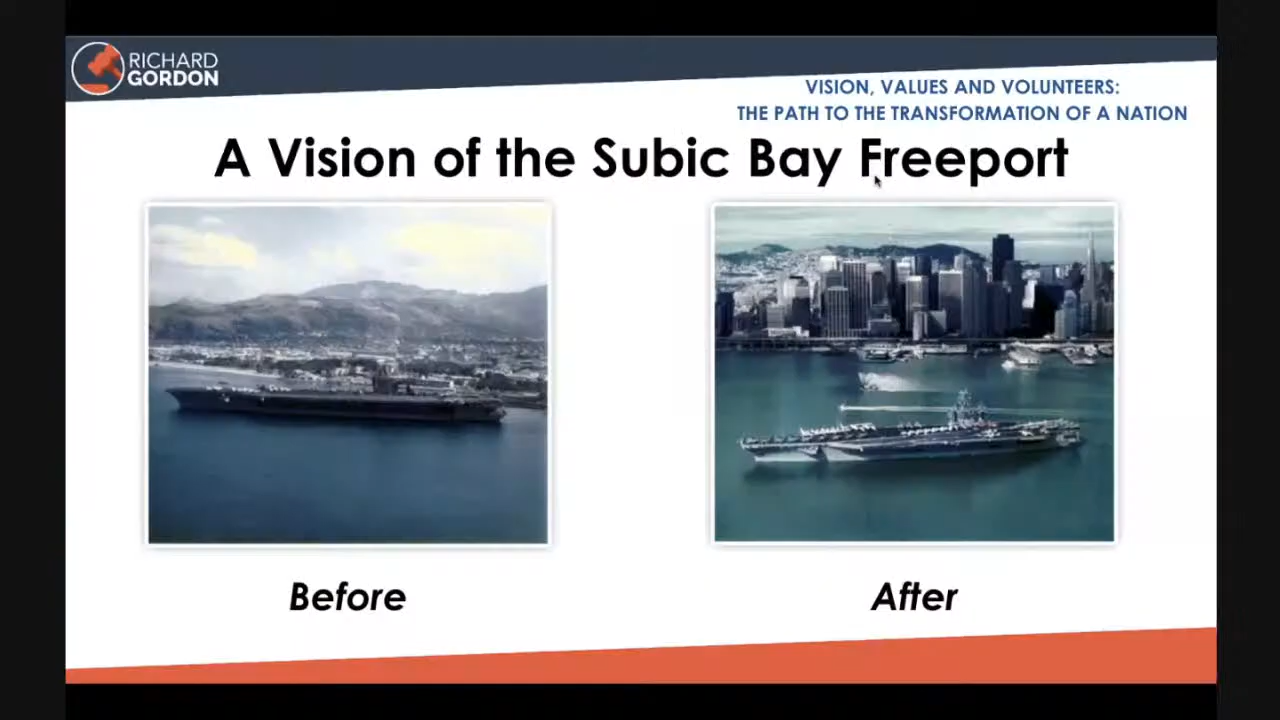 RICHARD
GORDON
VISION, VALUES AND VOLUNTEERS:
THE PATH TO THE TRANSFORMATION OF A NATION
A Vision of the Subic Bay Freeport
Before
After